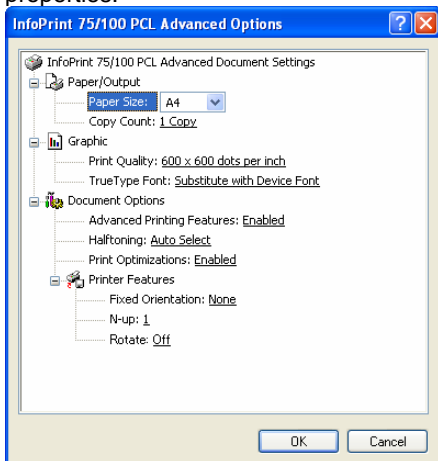 properties.
InfoPrint 75/100 PCL Advanced Options
InfoPrint 75/100 PCL Advanced Document Settings
Paper/Output
Paper Size: A4
Copy Count: 1 Copy
Graphic
Print Quality: 600 x 600 dots per inch
TrueType Font: Substitute with Device Font
Document Options
Advanced Printing Features: Enabled
Halftoning: Auto Select
Print Optimizations: Enabled
Printer Features
Fixed Orientation: None
N-up: 1
Rotate: Off
OK Cancel